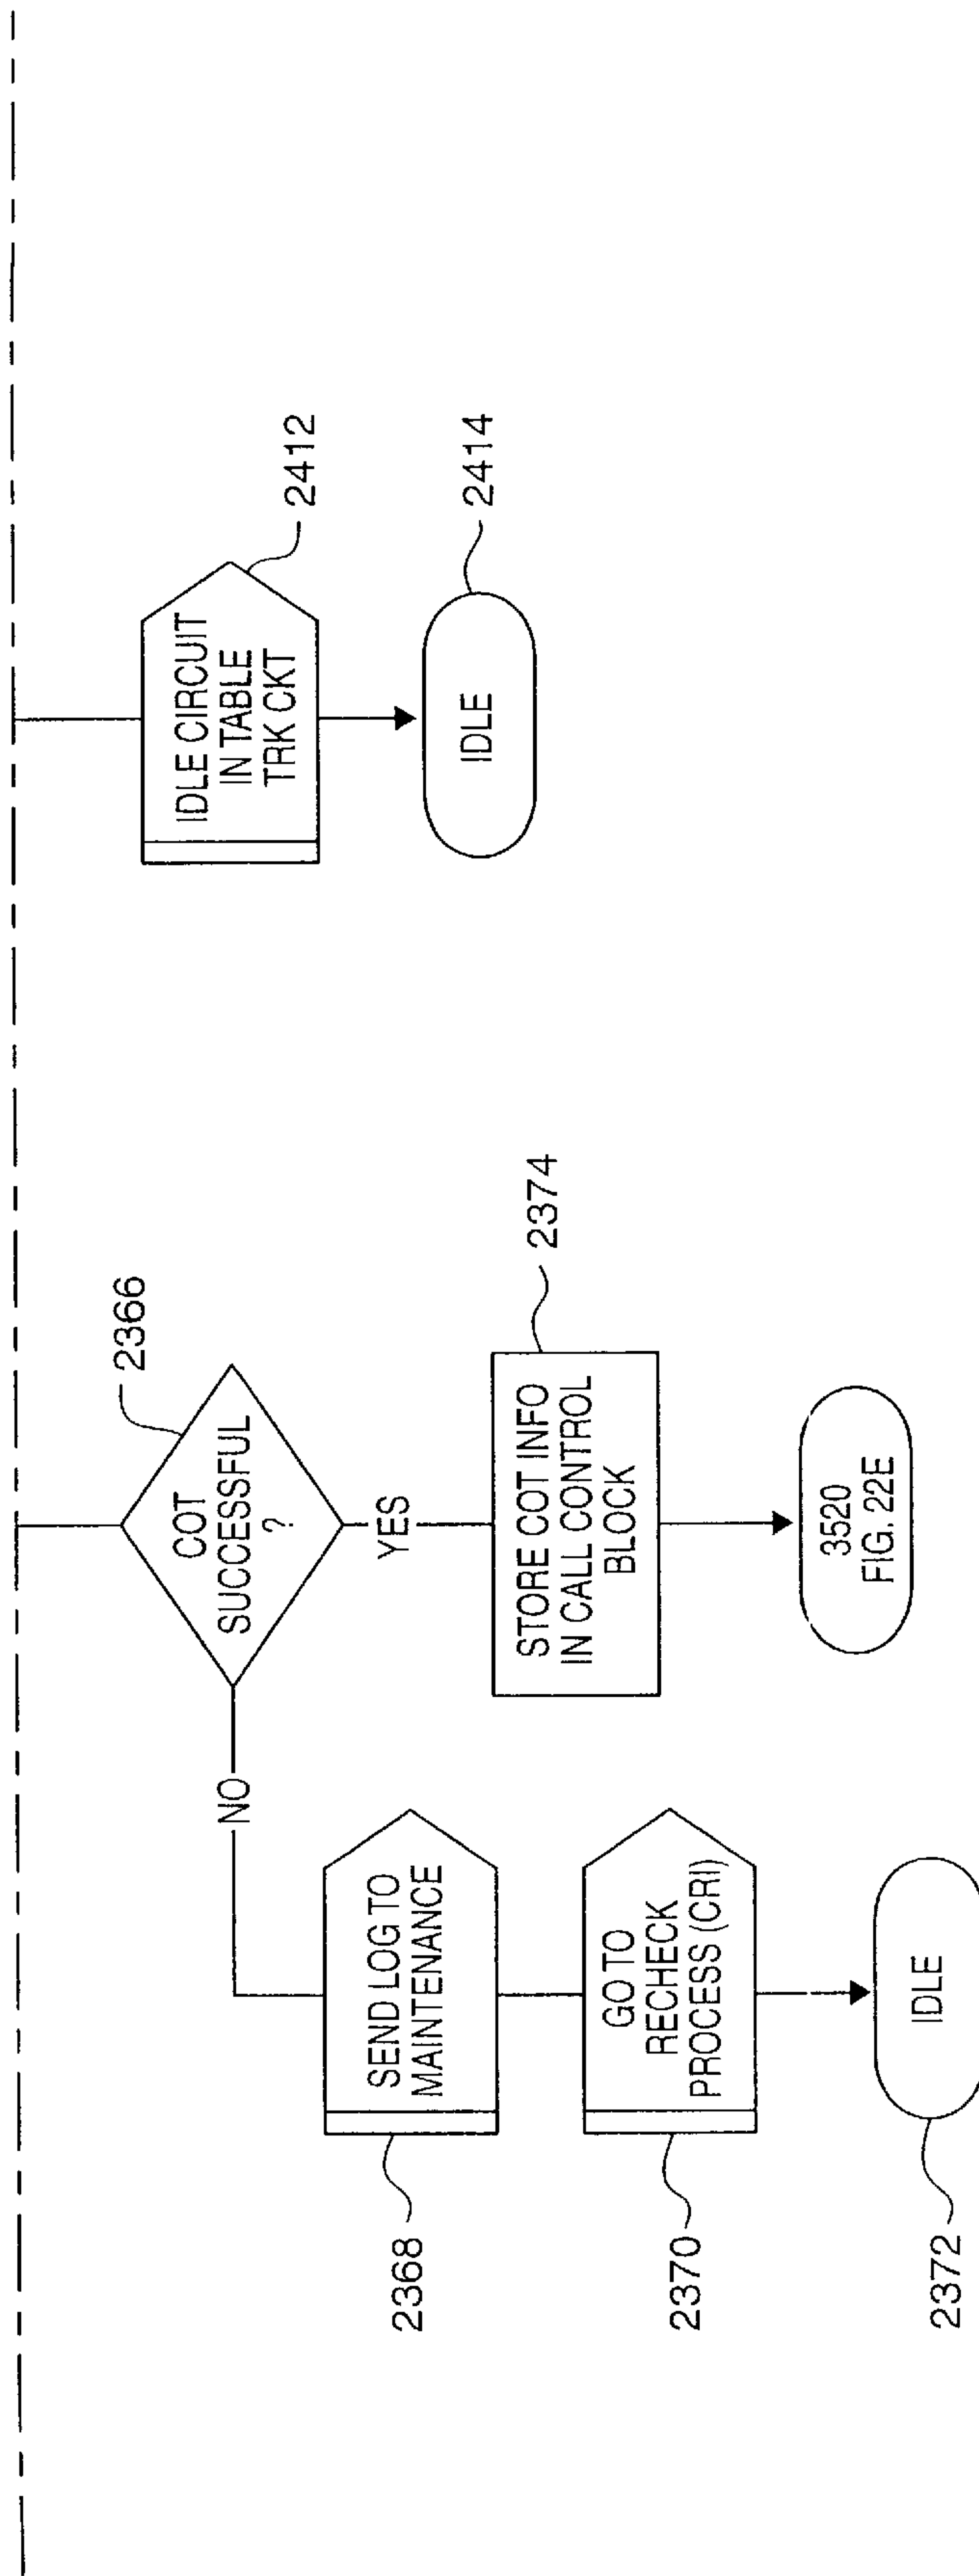 COT
SUCCESSFUL
?
2366
NO
YES
SEND LOG TO
MAINTENANCE
2368
GO TO
RECHECK
PROCESS (CRI)
2370
IDLE
2372
STORE COT INFO
IN CALL CONTROL
BLOCK
2374
3520
FIG. 22E
IDLE CIRCUIT
IN TABLE
TRK CKT
2412
IDLE
2414